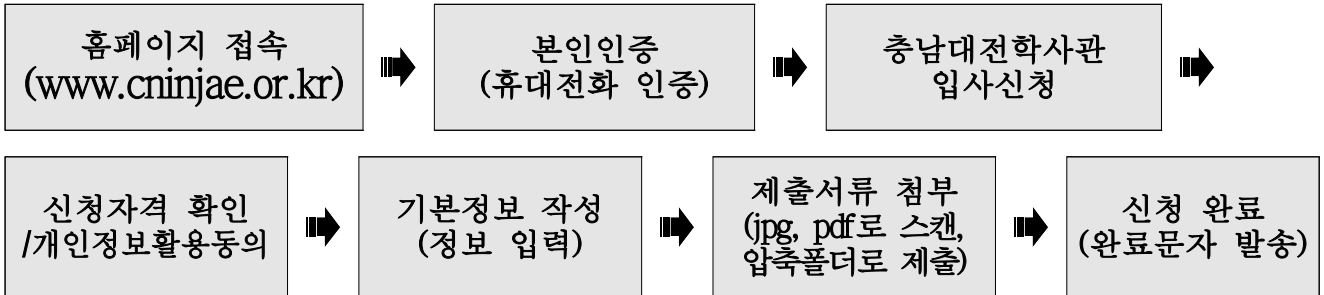 홈페이지 접속
(www.cninjae.or.kr)
본인인증
(휴대전화 인증)
충남대전학사관
입사신청
신청자격 확인
/개인정보활용동의
기본정보 작성
(정보 입력)
제출서류 첨부
(jpg, pdf로 스캔,
압축폴더로 제출)
신청 완료
(완료문자 발송)